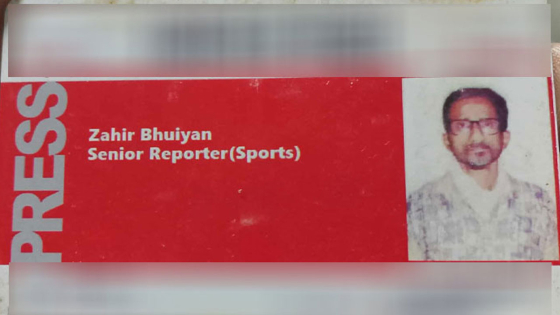 PRESS
Zahir Bhuiyan
Senior Reporter(Sports)